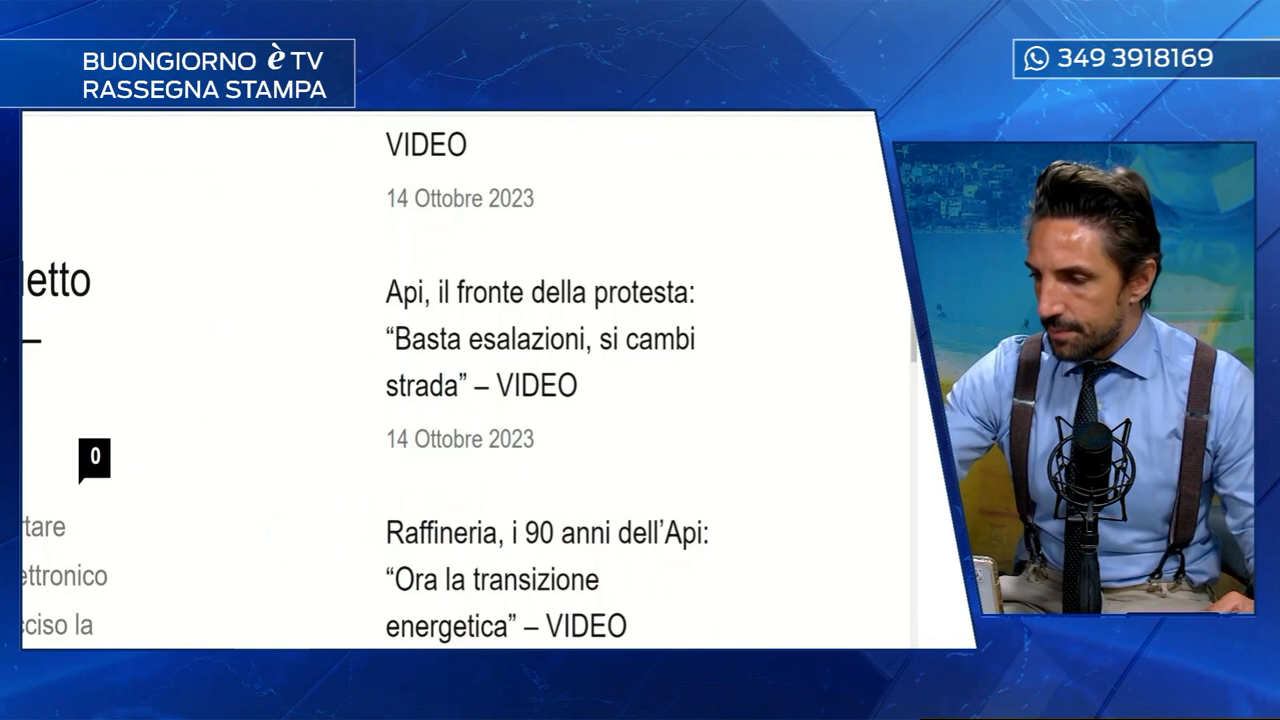 BUONGIORNO è TV
RASSEGNA STAMPA
349 3918169
VIDEO
14 Ottobre 2023
Api, il fronte della protesta:
“Basta esalazioni, si cambi
strada” – VIDEO
14 Ottobre 2023
Raffineria, i 90 anni dell’Api:
“Ora la transizione
energetica” – VIDEO
letto
–
0
tare
ettronico
ciso la